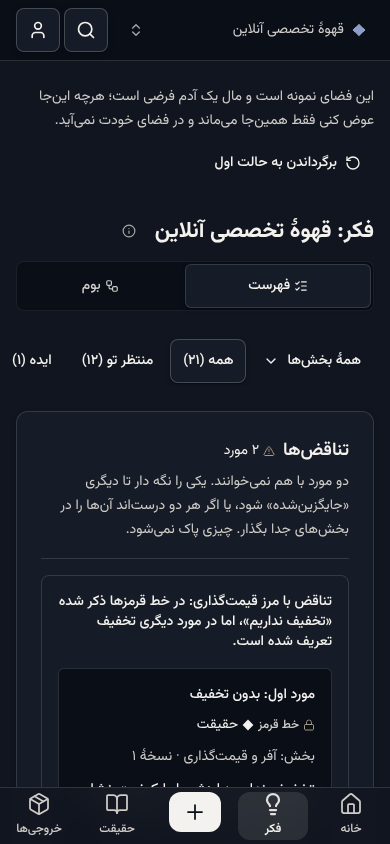 قهوهٔ تخصصی آنلاین
این فضای نمونه است و مال یک آدم فرضی است؛ هرچه این‌جا
عوض کنی فقط همین‌جا می‌ماند و در فضای خودت نمی‌آید.
برگرداندن به حالت اول
فکر: قهوهٔ تخصصی آنلاین
فهرست
بوم
همهٔ بخش‌ها
همه (۲۱)
منتظر تو (۱۲)
ایده (۱)
تناقض‌ها
۲ مورد
دو مورد با هم نمی‌خوانند. یکی را نگه دار تا دیگری
«جایگزین‌شده» شود، یا اگر هر دو درست‌اند آن‌ها را در
بخش‌های جدا بگذار. چیزی پاک نمی‌شود.
تناقض با مرز قیمت‌گذاری: در خط قرمزها ذکر شده
«تخفیف نداریم»، اما در مورد دیگری تخفیف
تعریف شده است.
مورد اول: بدون تخفیف
خط قرمز ◆ حقیقت
بخش: آفر و قیمت‌گذاری · نسخهٔ ۱
خانه
فکر
حقیقت
خروجی‌ها